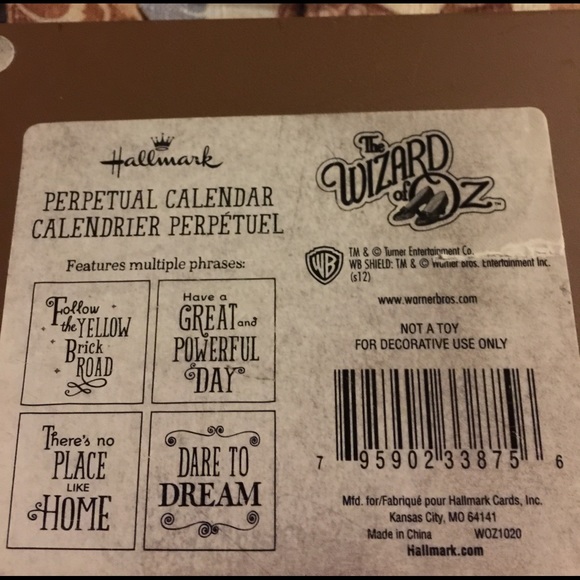 Hallmark
PERPETUAL CALENDAR
CALENDRIER PERPÉTUEL
Features multiple phrases:
Follow
the YELLOW
Brick
ROAD
Have a
GREAT and
POWERFUL
DAY
There's no
PLACE
LIKE
HOME
DARE TO
DREAM
The
WIZARD
of OZ™
WB
TM & © Turner Entertainment Co.
WB SHIELD: TM & © Warner Bros. Entertainment Inc.
(s12)
www.warnerbros.com
NOT A TOY
FOR DECORATIVE USE ONLY
7 95902 33875 6
Mfd. for/Fabriqué pour Hallmark Cards, Inc.
Kansas City, MO 64141
Made in China WOZ1020
Hallmark.com